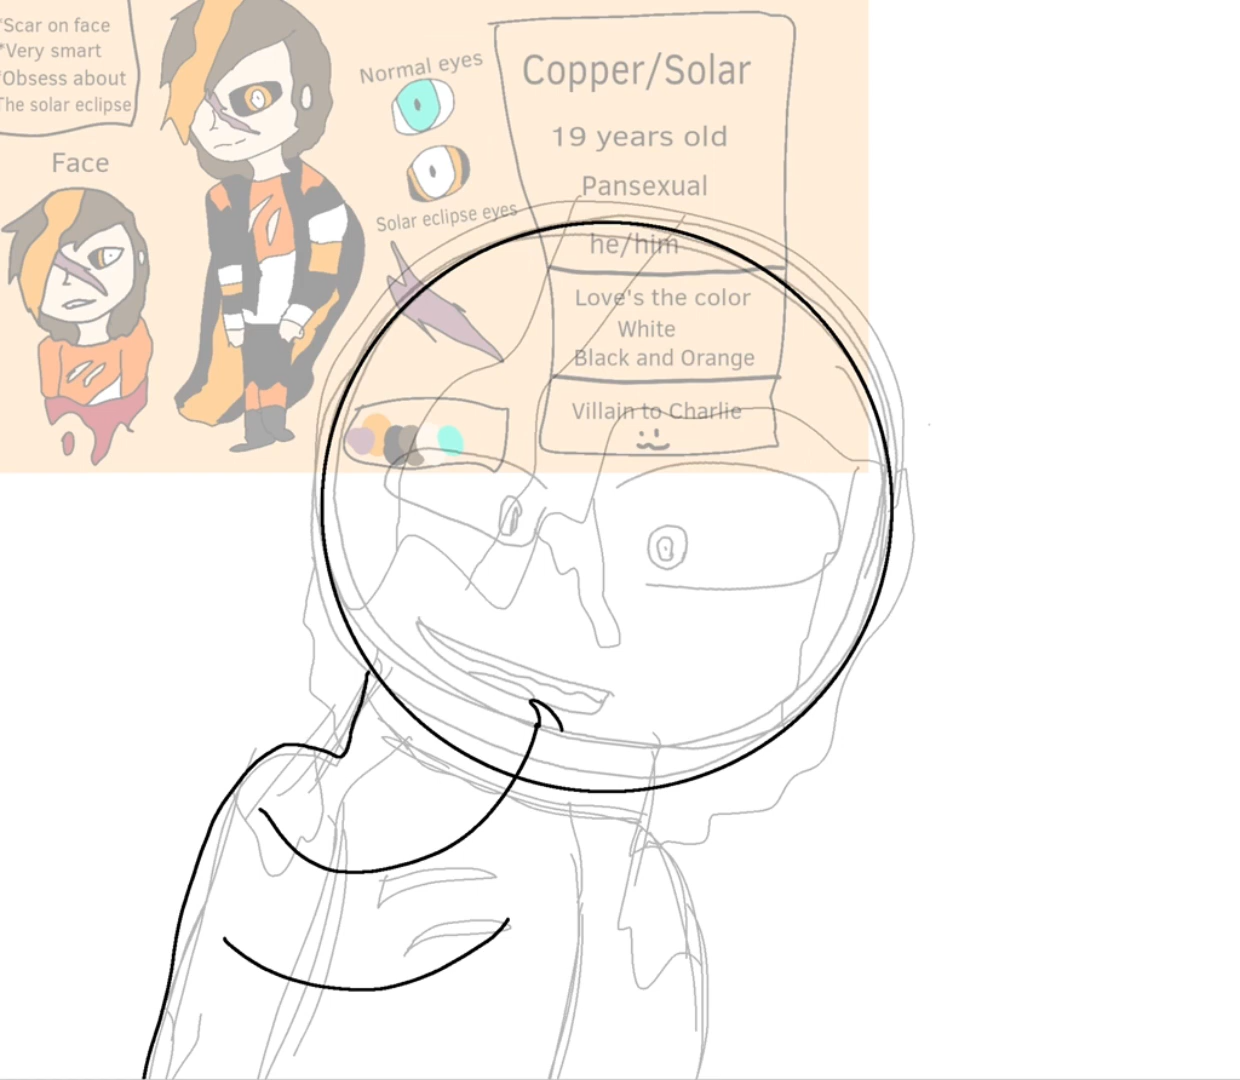 *Scar on face
*Very smart
*Obsess about
The solar eclipse
Face
Normal eyes
Solar eclipse eyes
Copper/Solar
19 years old
Pansexual
he/him
Love's the color
White
Black and Orange
Villain to Charlie